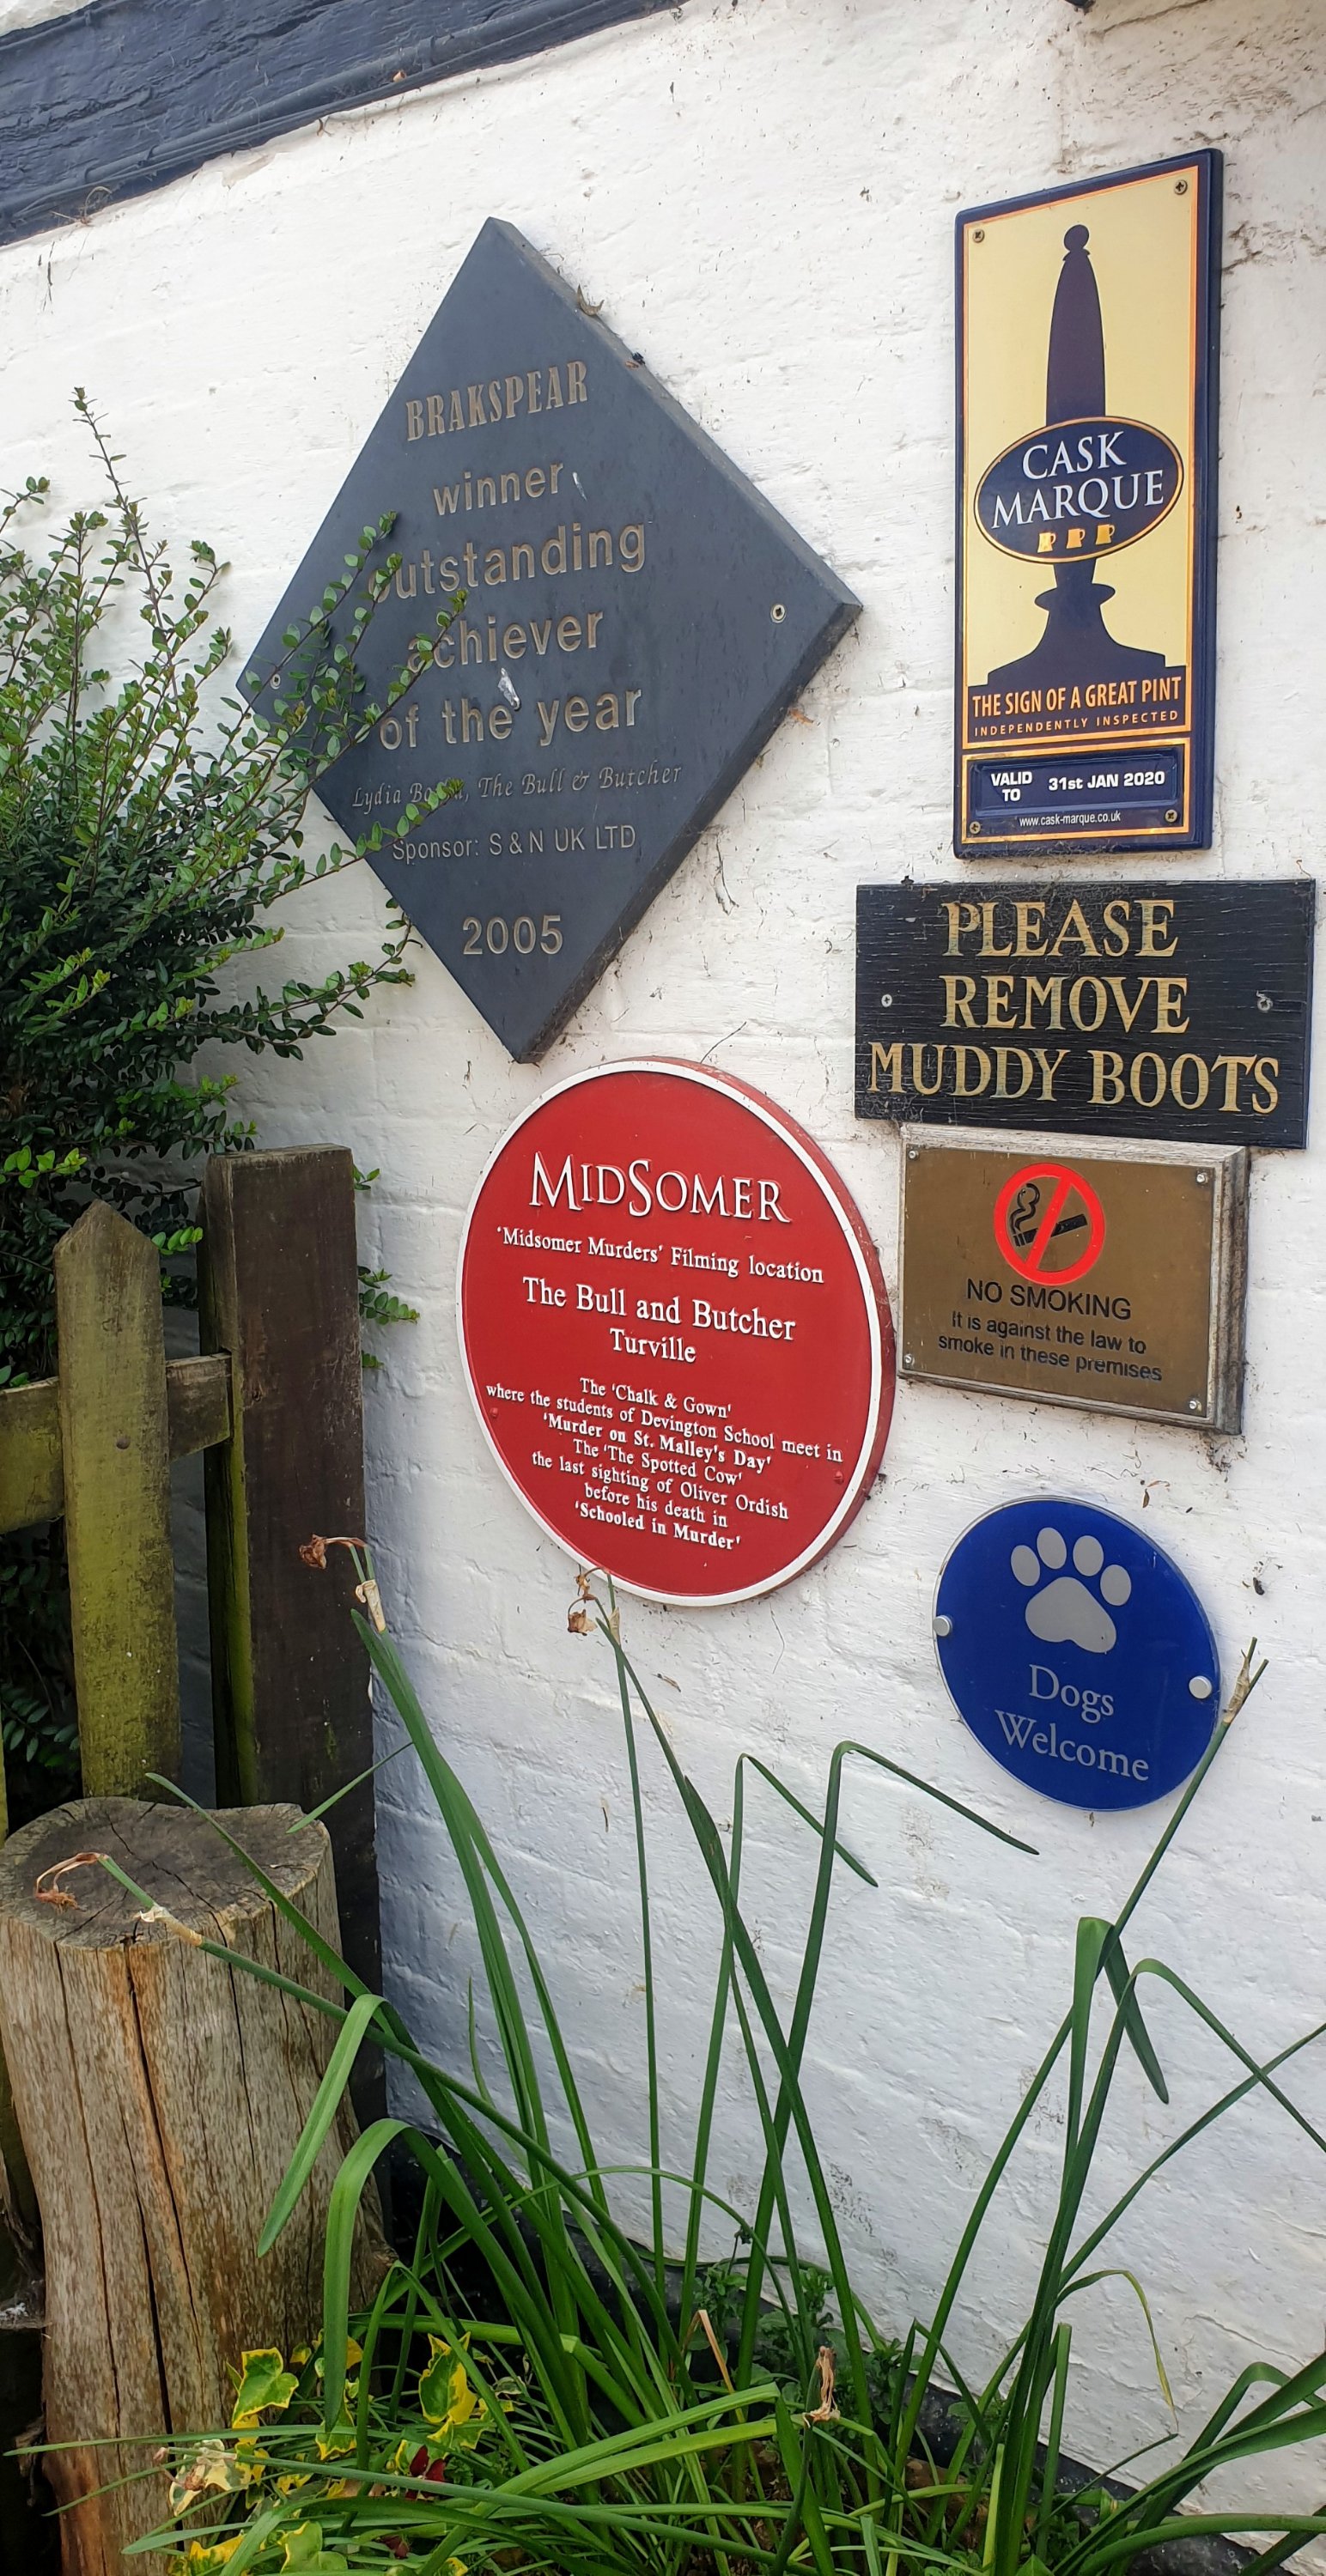 BRAKSPEAR
winner
outstanding
achiever
of the year
Lydia The Bull & Butcher
Sponsor: S & N UK LTD
2005
CASK
MARQUE
THE SIGN OF A GREAT PINT
INDEPENDENTLY INSPECTED
VALID TO 31st JAN 2020
www.cask-marque.co.uk
PLEASE
REMOVE
MUDDY BOOTS
MIDSOMER
'Midsomer Murders' Filming location
The Bull and Butcher
Turville
The 'Chalk & Gown'
where the students of Devington School meet in
'Murder on St. Malley's Day'
The 'The Spotted Cow'
the last sighting of Oliver Ordish
before his death in
'Schooled in Murder'
NO SMOKING
It is against the law to
smoke in these premises
Dogs
Welcome